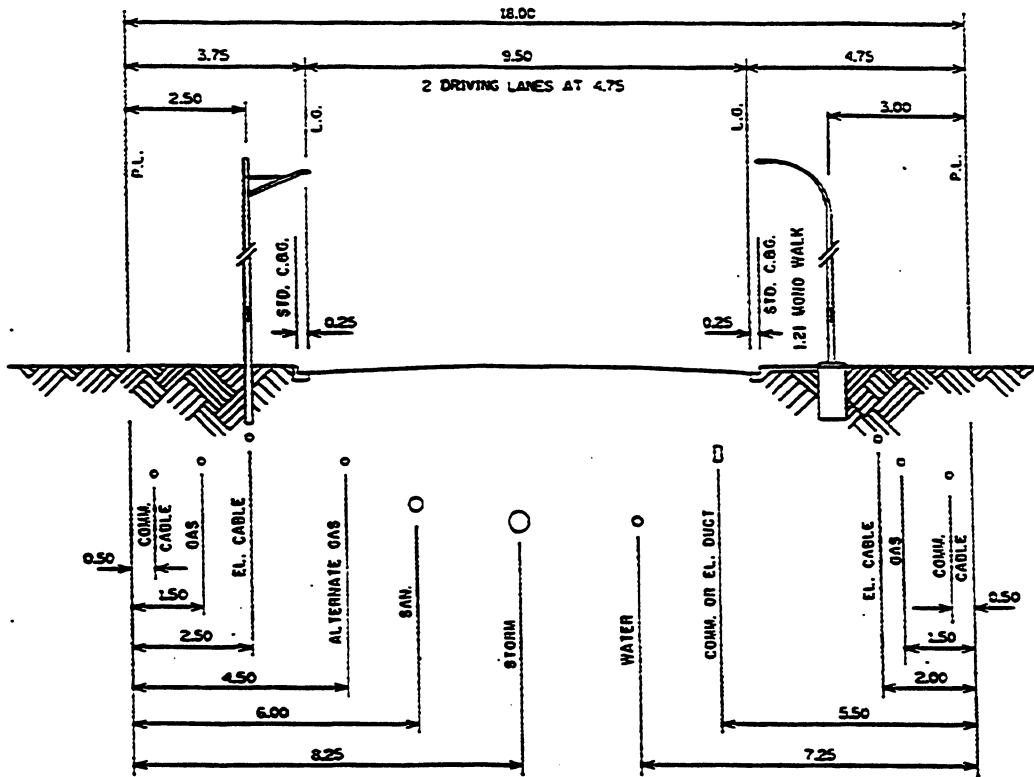 18.00
3.75
9.50
4.75
2 DRIVING LANES AT 4.75
2.50
3.00
P.L.
L.G.
L.G.
P.L.
STD. C.&G.
STD. C.&G.
1.21 MONO WALK
0.25
0.25
COMM.
CABLE
GAS
EL. CABLE
ALTERNATE GAS
SAN.
STORM
WATER
COMM. OR EL. DUCT
EL. CABLE
GAS
COMM.
CABLE
0.50
0.50
1.50
1.50
2.50
2.00
4.50
6.00
5.50
8.25
7.25